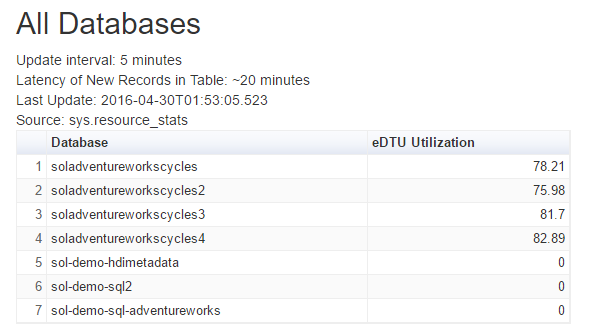 All Databases
Update interval: 5 minutes
Latency of New Records in Table: ~20 minutes
Last Update: 2016-04-30T01:53:05.523
Source: sys.resource_stats
Database eDTU Utilization
1 soladventureworkscycles 78.21
2 soladventureworkscycles2 75.98
3 soladventureworkscycles3 81.7
4 soladventureworkscycles4 82.89
5 sol-demo-hdimetadata 0
6 sol-demo-sql2 0
7 sol-demo-sql-adventureworks 0